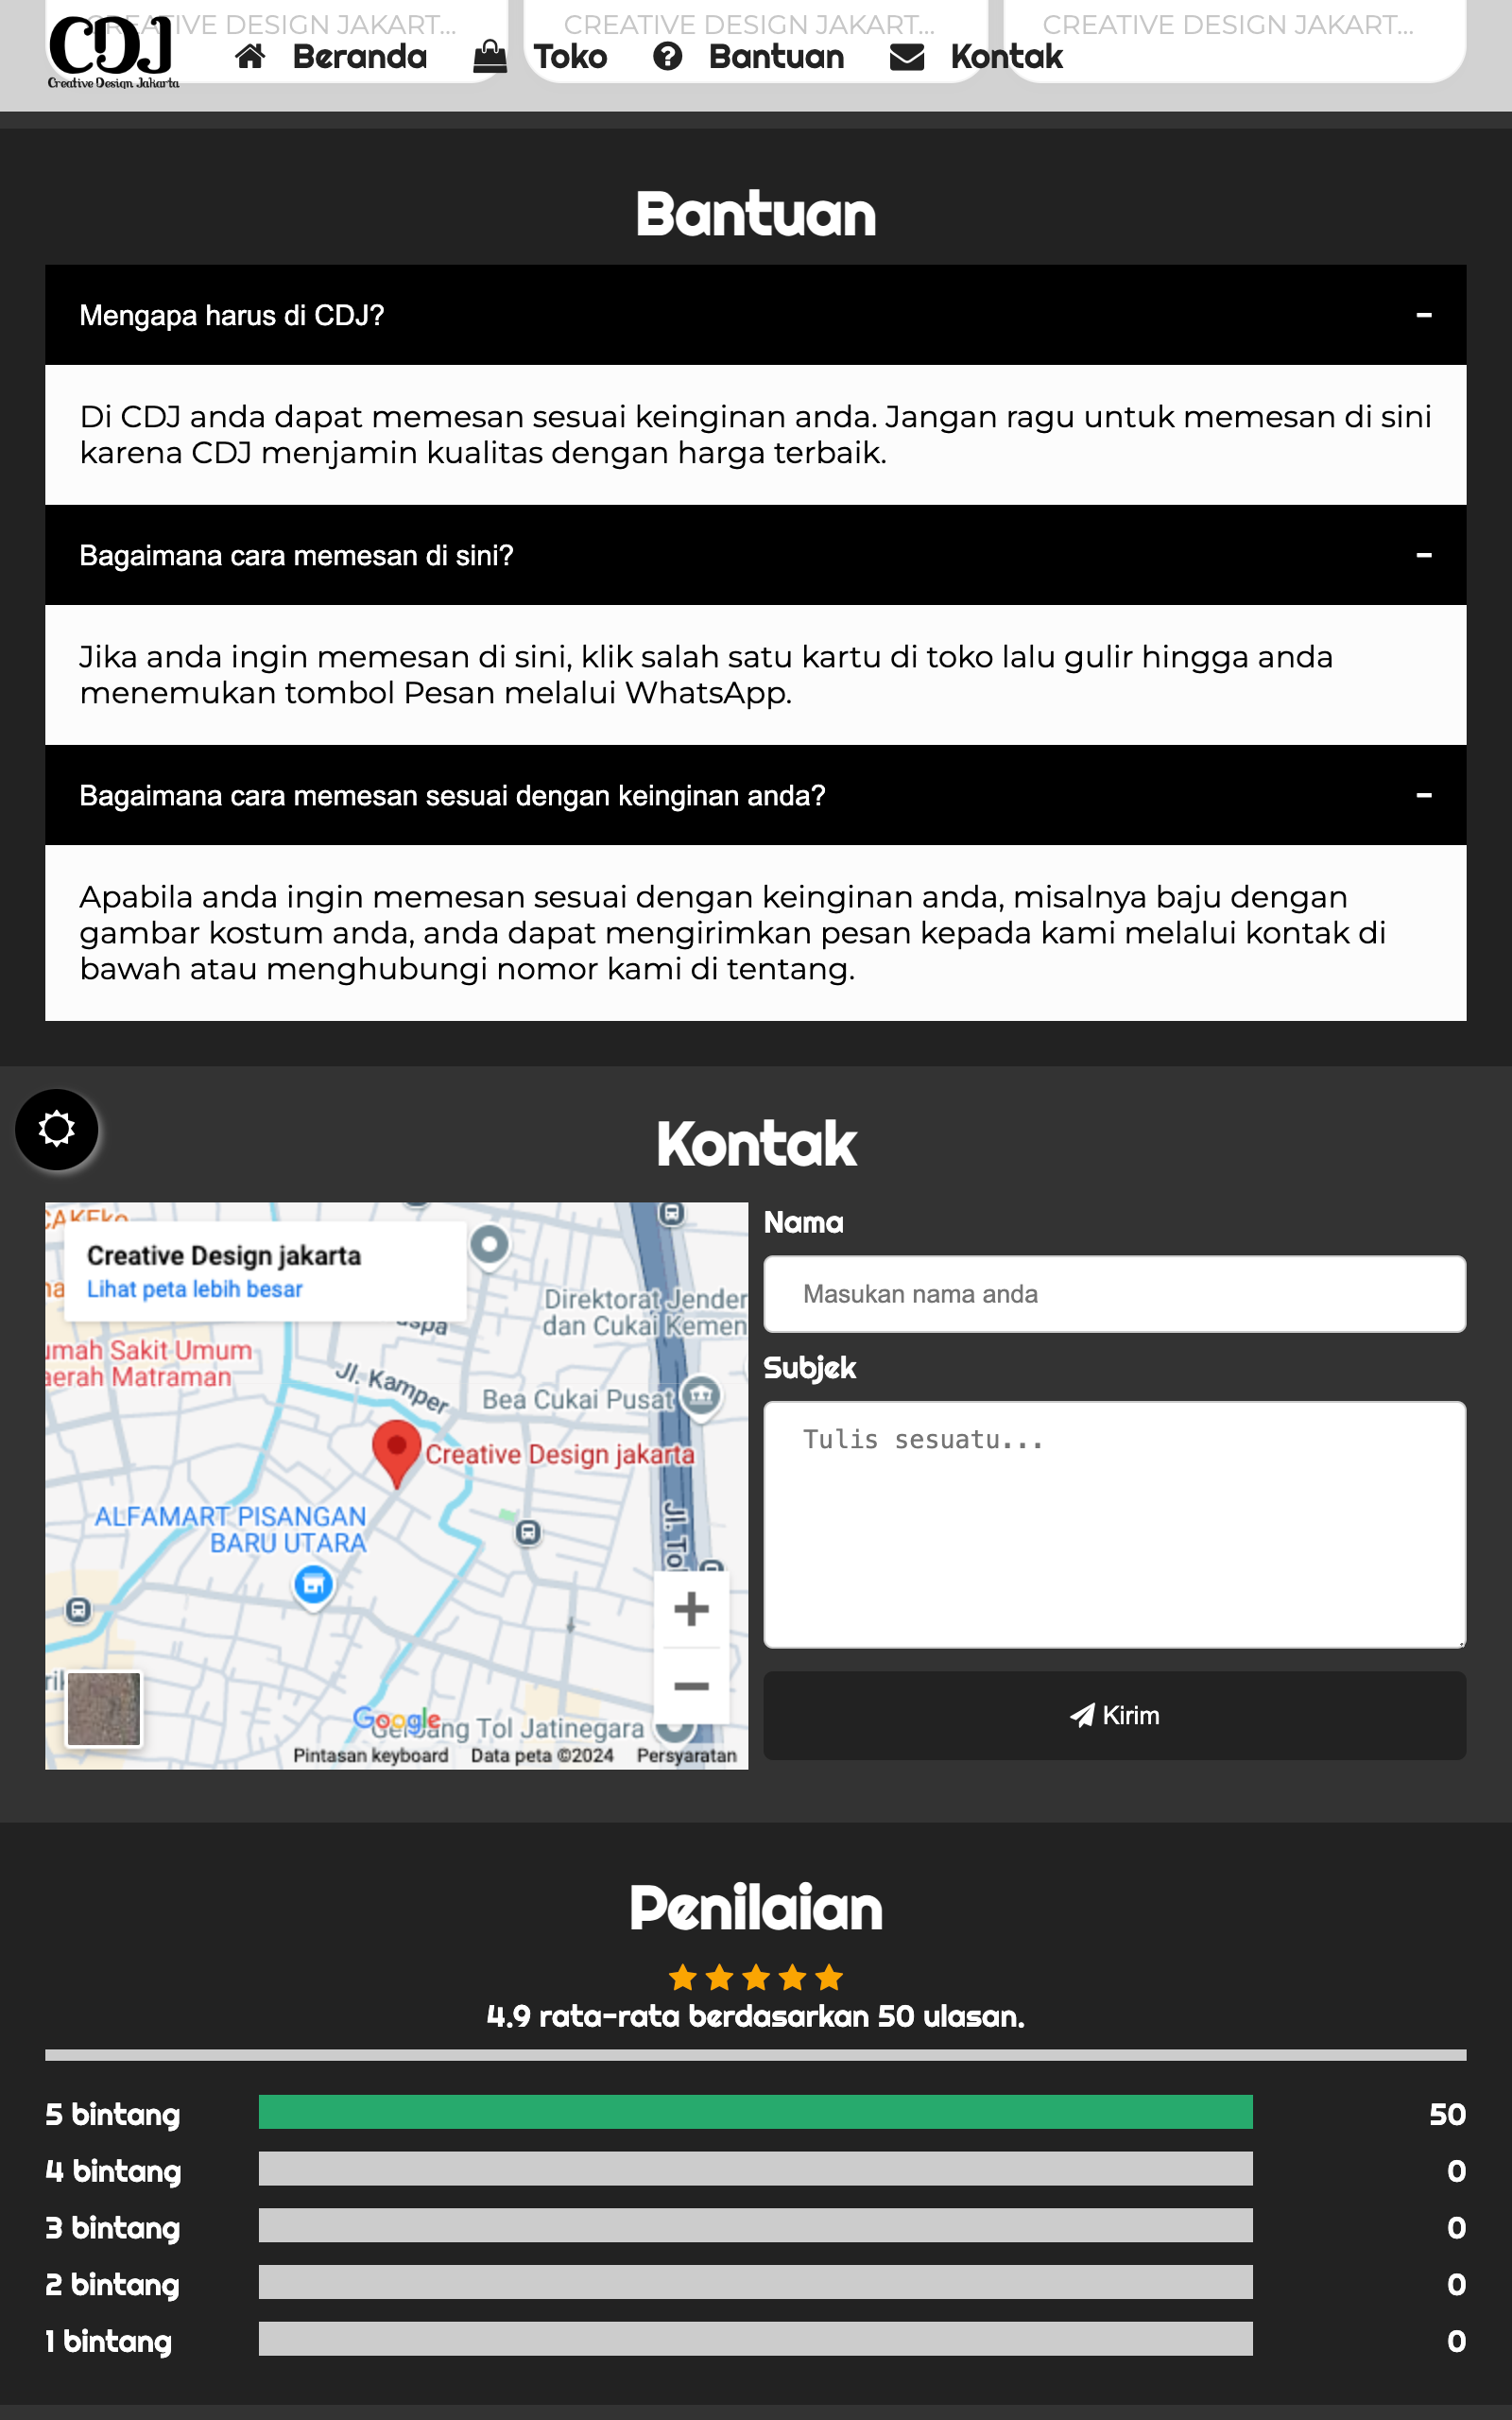 CREATIVE DESIGN JAKART...
CREATIVE DESIGN JAKART...
CREATIVE DESIGN JAKART...
CDJ
Creative Design Jakarta
Beranda
Toko
Bantuan
Kontak
Bantuan
Mengapa harus di CDJ?
Di CDJ anda dapat memesan sesuai keinginan anda. Jangan ragu untuk memesan di sini
karena CDJ menjamin kualitas dengan harga terbaik.
Bagaimana cara memesan di sini?
Jika anda ingin memesan di sini, klik salah satu kartu di toko lalu gulir hingga anda
menemukan tombol Pesan melalui WhatsApp.
Bagaimana cara memesan sesuai dengan keinginan anda?
Apabila anda ingin memesan sesuai dengan keinginan anda, misalnya baju dengan
gambar kostum anda, anda dapat mengirimkan pesan kepada kami melalui kontak di
bawah atau menghubungi nomor kami di tentang.
Kontak
Creative Design jakarta
Lihat peta lebih besar
Direktorat Jender
dan Cukai Kemen
umah Sakit Umum
aerah Matraman
Jl. Kamper
Bea Cukai Pusat
Creative Design jakarta
ALFAMART PISANGAN
BARU UTARA
Jl. Tol
Google
Gerbang Tol Jatinegara
Pintasan keyboard
Data peta ©2024
Persyaratan
Nama
Masukan nama anda
Subjek
Tulis sesuatu...
Kirim
Penilaian
4.9 rata-rata berdasarkan 50 ulasan.
5 bintang
50
4 bintang
0
3 bintang
0
2 bintang
0
1 bintang
0